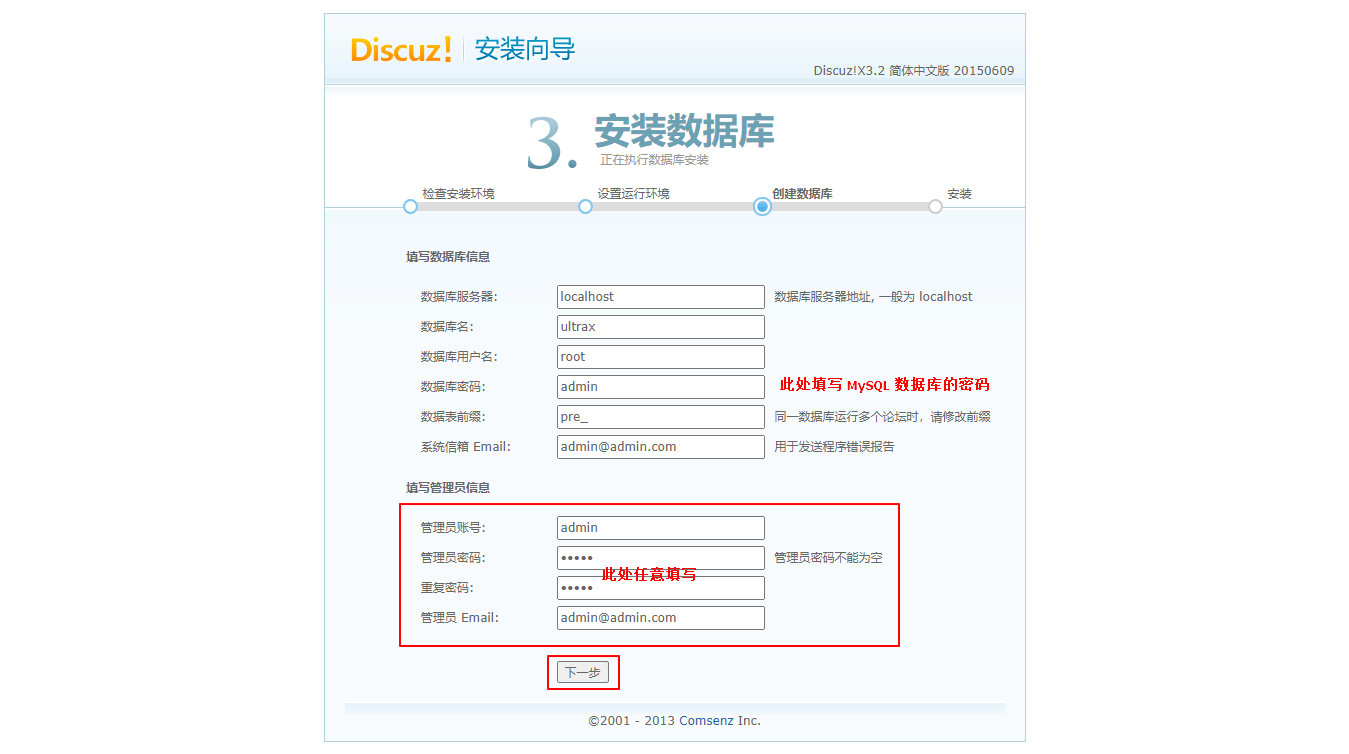 Discuz! 安装向导
Discuz!X3.2 简体中文版 20150609
3. 安装数据库
正在执行数据库安装
检查安装环境 设置运行环境 创建数据库 安装
填写数据库信息
数据库服务器: localhost 数据库服务器地址, 一般为 localhost
数据库名: ultrax
数据库用户名: root
数据库密码: admin 此处填写 MySQL 数据库的密码
数据表前缀: pre_ 同一数据库运行多个论坛时，请修改前缀
系统信箱 Email: admin@admin.com 用于发送程序错误报告
填写管理员信息
管理员账号: admin
管理员密码: ••••• 管理员密码不能为空
此处任意填写
重复密码: •••••
管理员 Email: admin@admin.com
下一步
©2001 - 2013 Comsenz Inc.